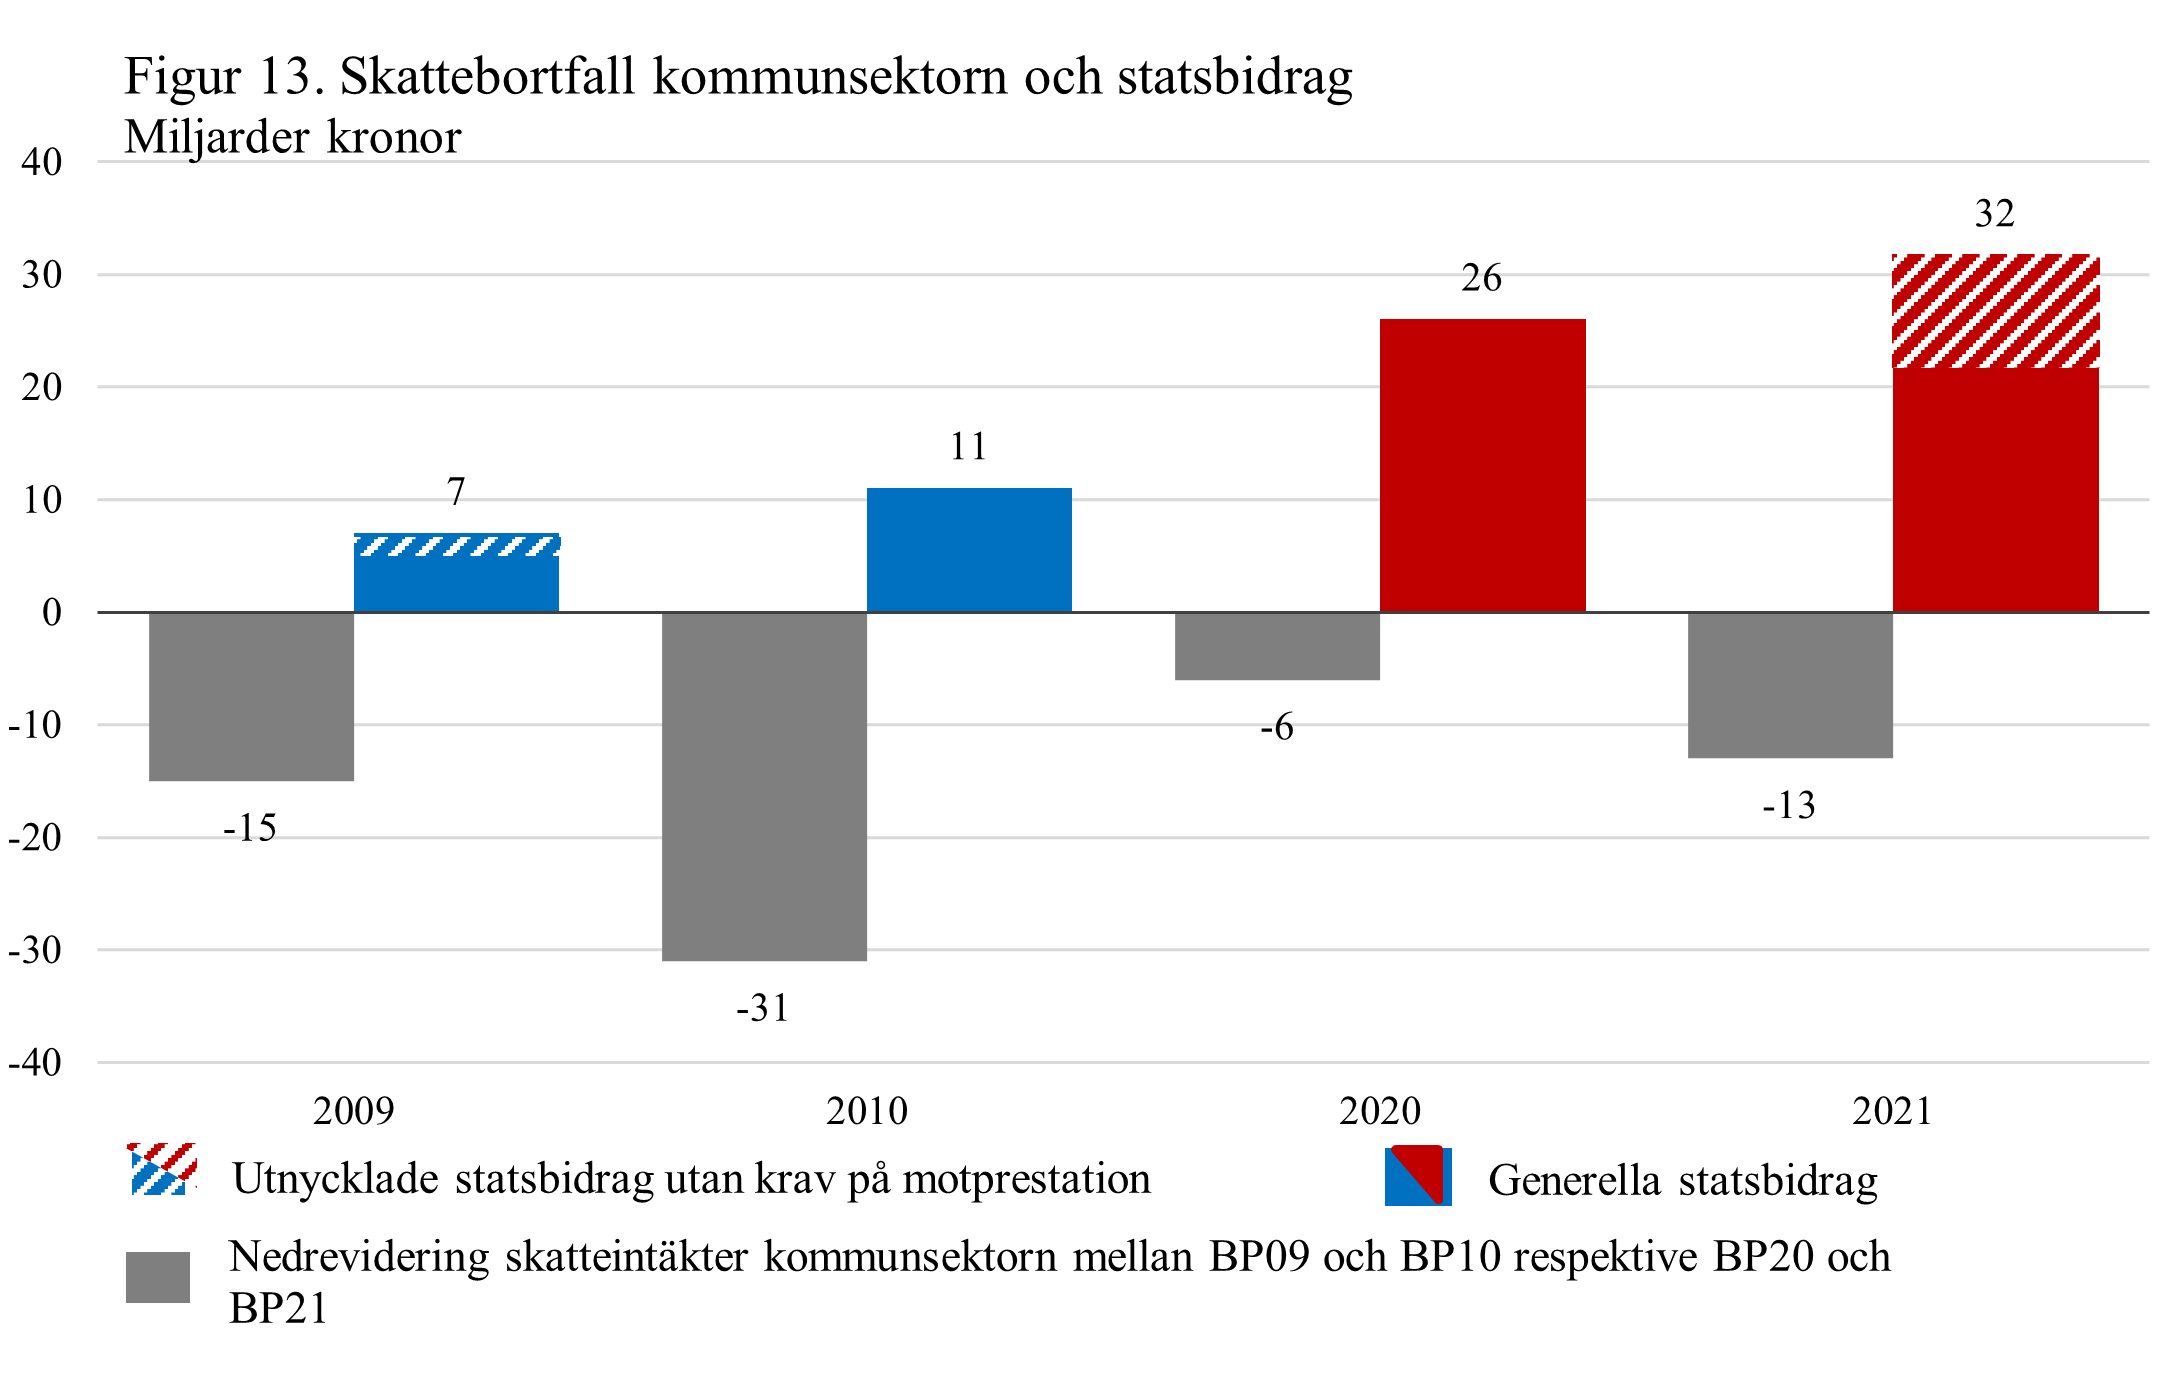 Figur 13. Skattebortfall kommunsektorn och statsbidrag
Miljarder kronor
40
32
30
26
20
11
10
7
0
-10
-6
-13
-15
-20
-30
-31
-40
2009 2010 2020 2021
Utnycklade statsbidrag utan krav på motprestation
Generella statsbidrag
Nedrevidering skatteintäkter kommunsektorn mellan BP09 och BP10 respektive BP20 och
BP21